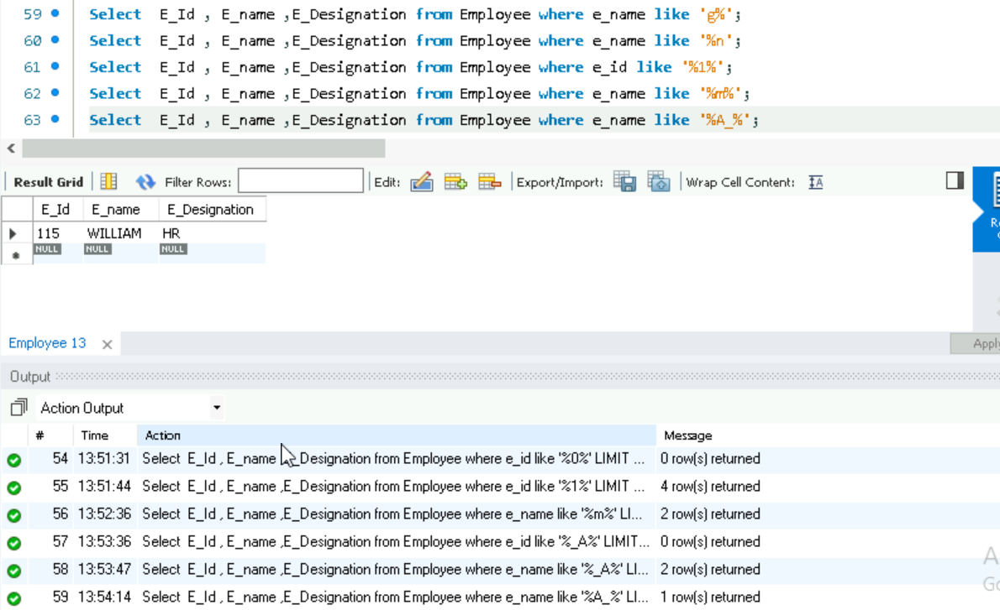 59 Select E_Id , E_name ,E_Designation from Employee where e_name like 'g%';
60 Select E_Id , E_name ,E_Designation from Employee where e_name like '%n';
61 Select E_Id , E_name ,E_Designation from Employee where e_id like '%1%';
62 Select E_Id , E_name ,E_Designation from Employee where e_name like '%m%';
63 Select E_Id , E_name ,E_Designation from Employee where e_name like '%A_%';
Result Grid Filter Rows: Edit: Export/Import: Wrap Cell Content: IA
E_Id E_name E_Designation
115 WILLIAM HR
NULL NULL NULL
Employee 13 Apply
Output
Action Output
# Time Action Message
54 13:51:31 Select E_Id , E_name ,E_Designation from Employee where e_id like '%0%' LIMIT ... 0 row(s) returned
55 13:51:44 Select E_Id , E_name ,E_Designation from Employee where e_id like '%1%' LIMIT ... 4 row(s) returned
56 13:52:36 Select E_Id , E_name ,E_Designation from Employee where e_name like '%m%' LI... 2 row(s) returned
57 13:53:36 Select E_Id , E_name ,E_Designation from Employee where e_id like '%_A%' LIMIT... 0 row(s) returned
58 13:53:47 Select E_Id , E_name ,E_Designation from Employee where e_name like '%_A%' LI... 2 row(s) returned
59 13:54:14 Select E_Id , E_name ,E_Designation from Employee where e_name like '%A_%' LI... 1 row(s) returned